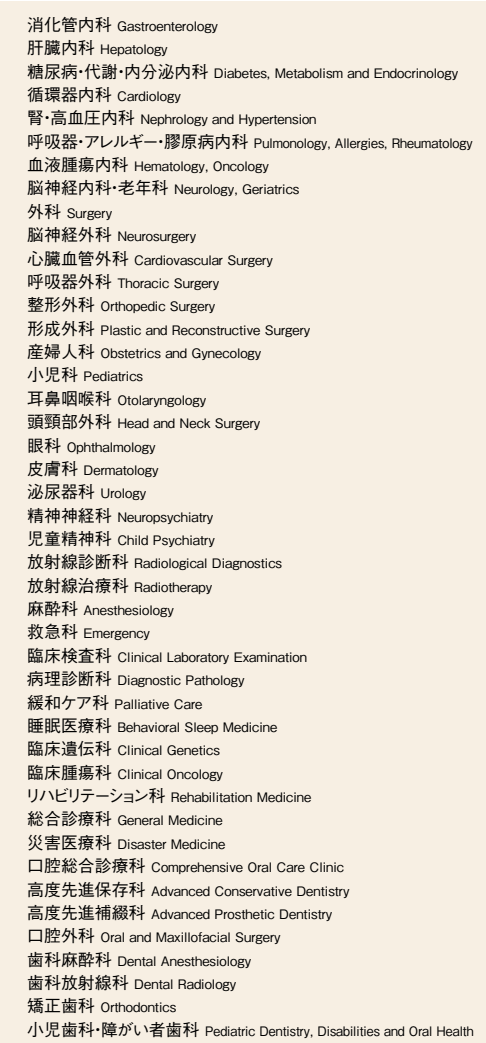 消化管内科 Gastroenterology
肝臓内科 Hepatology
糖尿病・代謝・内分泌内科 Diabetes, Metabolism and Endocrinology
循環器内科 Cardiology
腎・高血圧内科 Nephrology and Hypertension
呼吸器・アレルギー・膠原病内科 Pulmonology, Allergies, Rheumatology
血液腫瘍内科 Hematology, Oncology
脳神経内科・老年科 Neurology, Geriatrics
外科 Surgery
脳神経外科 Neurosurgery
心臓血管外科 Cardiovascular Surgery
呼吸器外科 Thoracic Surgery
整形外科 Orthopedic Surgery
形成外科 Plastic and Reconstructive Surgery
産婦人科 Obstetrics and Gynecology
小児科 Pediatrics
耳鼻咽喉科 Otolaryngology
頭頸部外科 Head and Neck Surgery
眼科 Ophthalmology
皮膚科 Dermatology
泌尿器科 Urology
精神神経科 Neuropsychiatry
児童精神科 Child Psychiatry
放射線診断科 Radiological Diagnostics
放射線治療科 Radiotherapy
麻酔科 Anesthesiology
救急科 Emergency
臨床検査科 Clinical Laboratory Examination
病理診断科 Diagnostic Pathology
緩和ケア科 Palliative Care
睡眠医療科 Behavioral Sleep Medicine
臨床遺伝科 Clinical Genetics
臨床腫瘍科 Clinical Oncology
リハビリテーション科 Rehabilitation Medicine
総合診療科 General Medicine
災害医療科 Disaster Medicine
口腔総合診療科 Comprehensive Oral Care Clinic
高度先進保存科 Advanced Conservative Dentistry
高度先進補綴科 Advanced Prosthetic Dentistry
口腔外科 Oral and Maxillofacial Surgery
歯科麻酔科 Dental Anesthesiology
歯科放射線科 Dental Radiology
矯正歯科 Orthodontics
小児歯科・障がい者歯科 Pediatric Dentistry, Disabilities and Oral Health